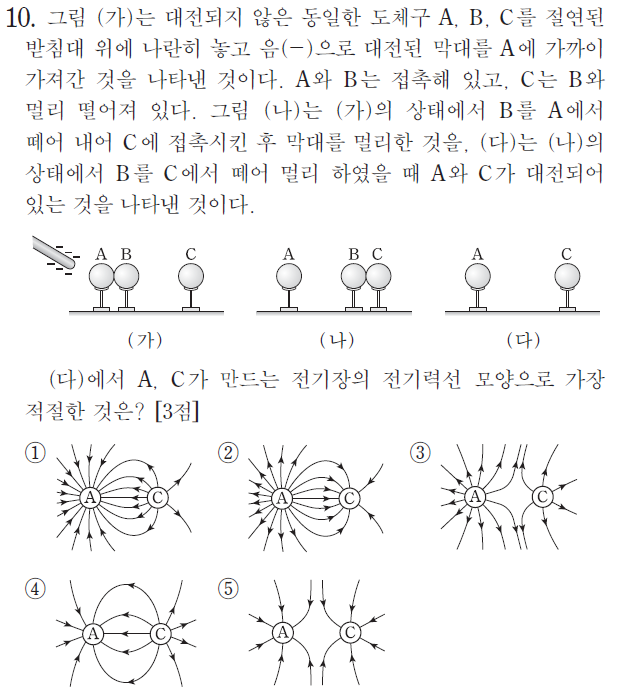 10. 그림 (가)는 대전되지 않은 동일한 도체구 A, B, C를 절연된
받침대 위에 나란히 놓고 음(-)으로 대전된 막대를 A에 가까이
가져간 것을 나타낸 것이다. A와 B는 접촉해 있고, C는 B와
멀리 떨어져 있다. 그림 (나)는 (가)의 상태에서 B를 A에서
떼어 내어 C에 접촉시킨 후 막대를 멀리한 것을, (다)는 (나)의
상태에서 B를 C에서 떼어 멀리 하였을 때 A와 C가 대전되어
있는 것을 나타낸 것이다.
A B C A B C A C
(가) (나) (다)
(다)에서 A, C가 만드는 전기장의 전기력선 모양으로 가장
적절한 것은? [3점]
① A C ② A C ③ A C
④ A C ⑤ A C